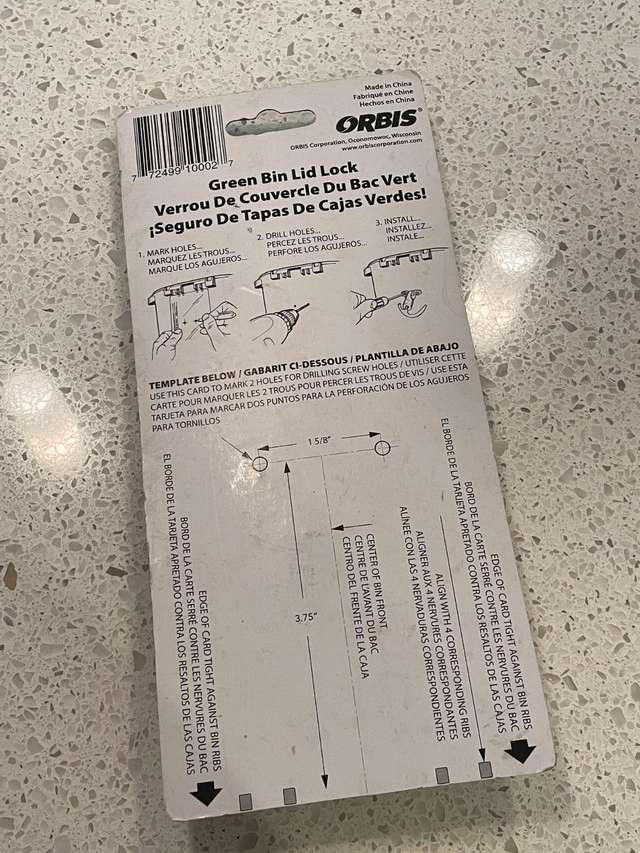 Made in China
Fabriqué en Chine
Hechos en China
ORBIS®
ORBIS Corporation, Oconomowoc, Wisconsin
www.orbiscorporation.com
7 72499 10002 7
Green Bin Lid Lock
Verrou De Couvercle Du Bac Vert
¡Seguro De Tapas De Cajas Verdes!
1. MARK HOLES...
MARQUEZ LES TROUS...
MARQUE LOS AGUJEROS...
2. DRILL HOLES...
PERCEZ LES TROUS...
PERFORE LOS AGUJEROS...
3. INSTALL...
INSTALLEZ...
INSTALE...
TEMPLATE BELOW / GABARIT CI-DESSOUS / PLANTILLA DE ABAJO
USE THIS CARD TO MARK 2 HOLES FOR DRILLING SCREW HOLES / UTILISER CETTE
CARTE POUR MARQUER LES 2 TROUS POUR PERCER LES TROUS DE VIS / USE ESTA
TARJETA PARA MARCAR DOS PUNTOS PARA LA PERFORACIÓN DE LOS AGUJEROS
PARA TORNILLOS
1 5/8"
3.75"
EDGE OF CARD TIGHT AGAINST BIN RIBS
BORD DE LA CARTE SERRÉ CONTRE LES NERVURES DU BAC
EL BORDE DE LA TARJETA APRETADO CONTRA LOS RESALTOS DE LAS CAJAS
CENTER OF BIN FRONT
CENTRE DE L'AVANT DU BAC
CENTRO DEL FRENTE DE LA CAJA
ALIGN WITH 4 CORRESPONDING RIBS
ALIGNER AUX 4 NERVURES CORRESPONDANTES
ALÍNEE CON LAS 4 NERVADURAS CORRESPONDIENTES
EDGE OF CARD TIGHT AGAINST BIN RIBS
BORD DE LA CARTE SERRÉ CONTRE LES NERVURES DU BAC
EL BORDE DE LA TARJETA APRETADO CONTRA LOS RESALTOS DE LAS CAJAS